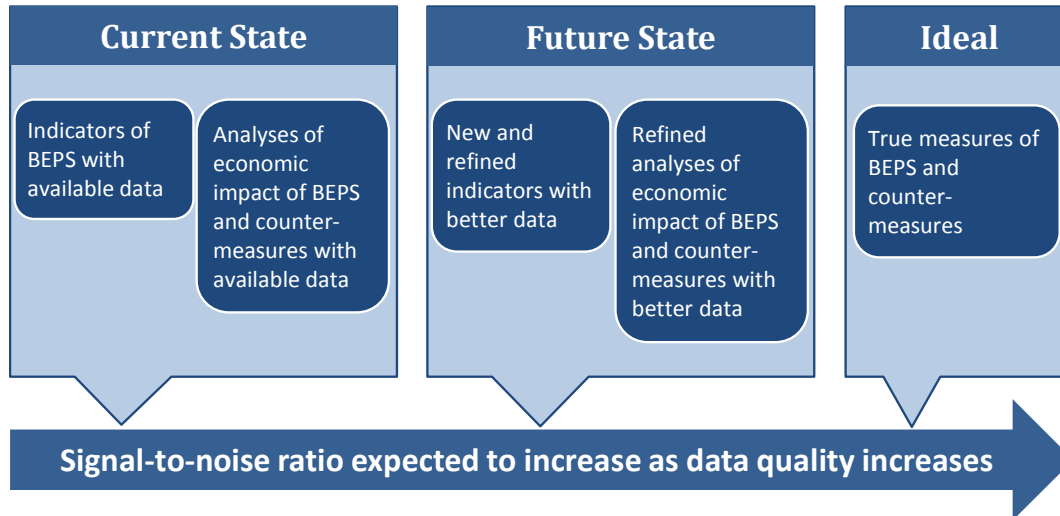 Current State
Indicators of
BEPS with
available data
Analyses of
economic
impact of BEPS
and counter-
measures with
available data
Future State
New and
refined
indicators with
better data
Refined
analyses of
economic
impact of BEPS
and counter-
measures with
better data
Ideal
True measures of
BEPS and
counter-
measures
Signal-to-noise ratio expected to increase as data quality increases